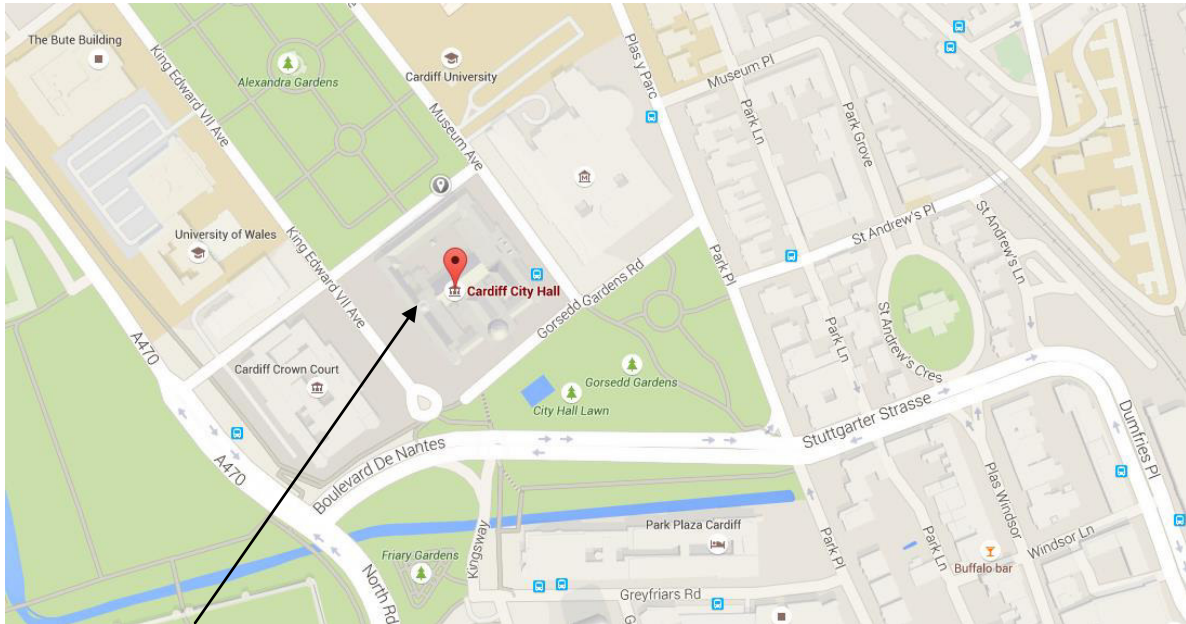 The Bute Building
King Edward VII Ave
Alexandra Gardens
Cardiff University
Museum Ave
Plas y Parc
Museum Pl
Park Ln
Park Grove
St Andrew's Pl
St Andrew's Ln
University of Wales
King Edward VII Ave
Cardiff City Hall
Gorsedd Gardens Rd
Park Pl
Park Ln
St Andrew's Cres
A470
Cardiff Crown Court
Gorsedd Gardens
City Hall Lawn
Stuttgarter Strasse
Dumfries Pl
A470
Boulevard De Nantes
Kingsway
Park Plaza Cardiff
Park Pl
Park Ln
Plas Windsor
Windsor Ln
Buffalo bar
Friary Gardens
North Rd
Greyfriars Rd